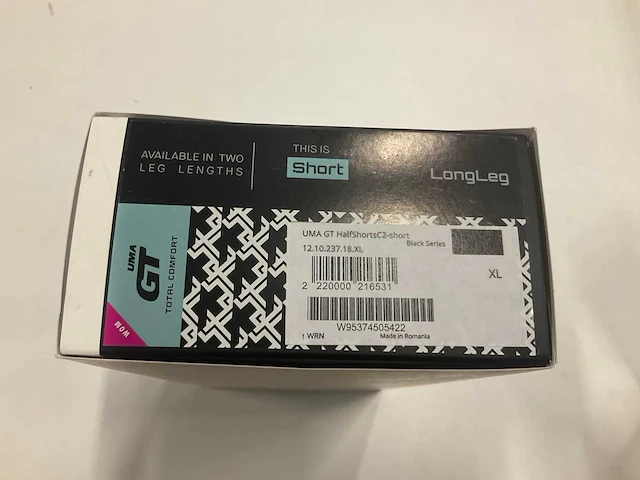 AVAILABLE IN TWO
LEG LENGTHS
THIS IS
Short
LongLeg
UMA
GT
TOTAL COMFORT
WOM
UMA GT HalfShortsC2-short
Black Series
12.10.237.18.XL
XL
2 220000 216531
W95374505422
WRN
Made in Romania